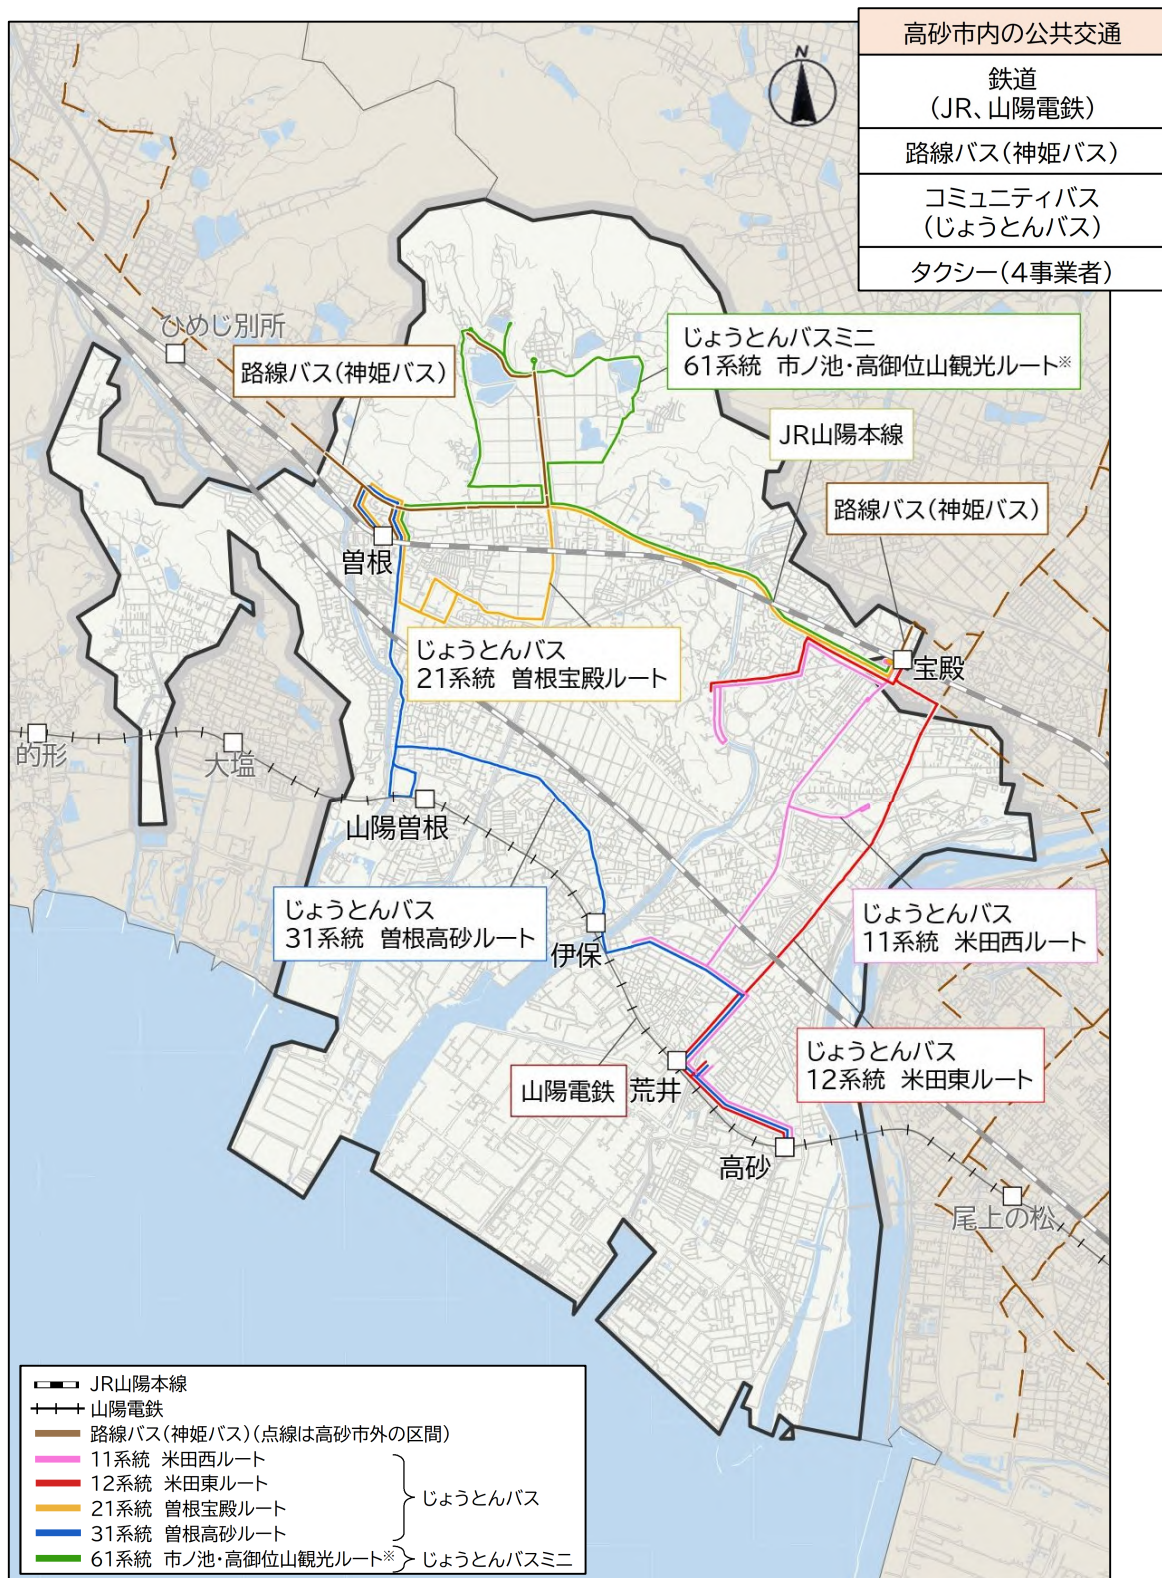 高砂市内の公共交通
鉄道
(JR、山陽電鉄)
路線バス(神姫バス)
コミュニティバス
(じょうとんバス)
タクシー(4事業者)
N
ひめじ別所
路線バス(神姫バス)
じょうとんバスミニ
61系統 市ノ池・高御位山観光ルート※
JR山陽本線
路線バス(神姫バス)
曽根
じょうとんバス
21系統 曽根宝殿ルート
宝殿
的形
大塩
山陽曽根
じょうとんバス
31系統 曽根高砂ルート
伊保
じょうとんバス
11系統 米田西ルート
じょうとんバス
12系統 米田東ルート
山陽電鉄
荒井
高砂
尾上の松
JR山陽本線
山陽電鉄
路線バス(神姫バス)(点線は高砂市外の区間)
11系統 米田西ルート
12系統 米田東ルート
21系統 曽根宝殿ルート
31系統 曽根高砂ルート
じょうとんバス
61系統 市ノ池・高御位山観光ルート※
じょうとんバスミニ